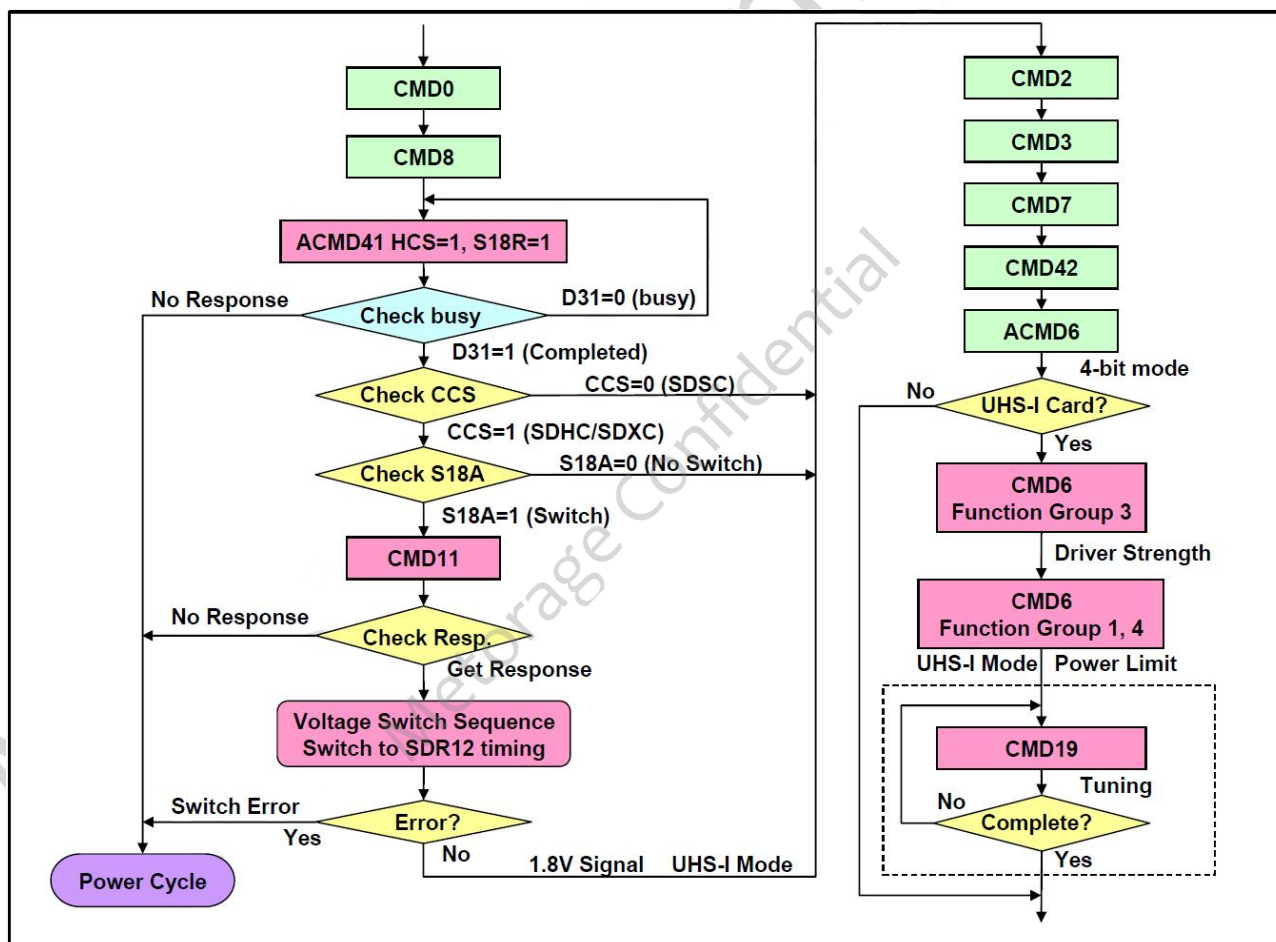 CMD0
CMD8
ACMD41 HCS=1, S18R=1
No Response
D31=0 (busy)
Check busy
D31=1 (Completed)
CCS=0 (SDSC)
Check CCS
CCS=1 (SDHC/SDXC)
S18A=0 (No Switch)
Check S18A
S18A=1 (Switch)
CMD11
No Response
Check Resp.
Get Response
Voltage Switch Sequence
Switch to SDR12 timing
Switch Error
Error?
Yes
No
1.8V Signal UHS-I Mode
Power Cycle
CMD2
CMD3
CMD7
CMD42
ACMD6
4-bit mode
No
UHS-I Card?
Yes
CMD6
Function Group 3
Driver Strength
CMD6
Function Group 1, 4
UHS-I Mode Power Limit
CMD19
Tuning
No
Complete?
Yes
Metorage Confidential